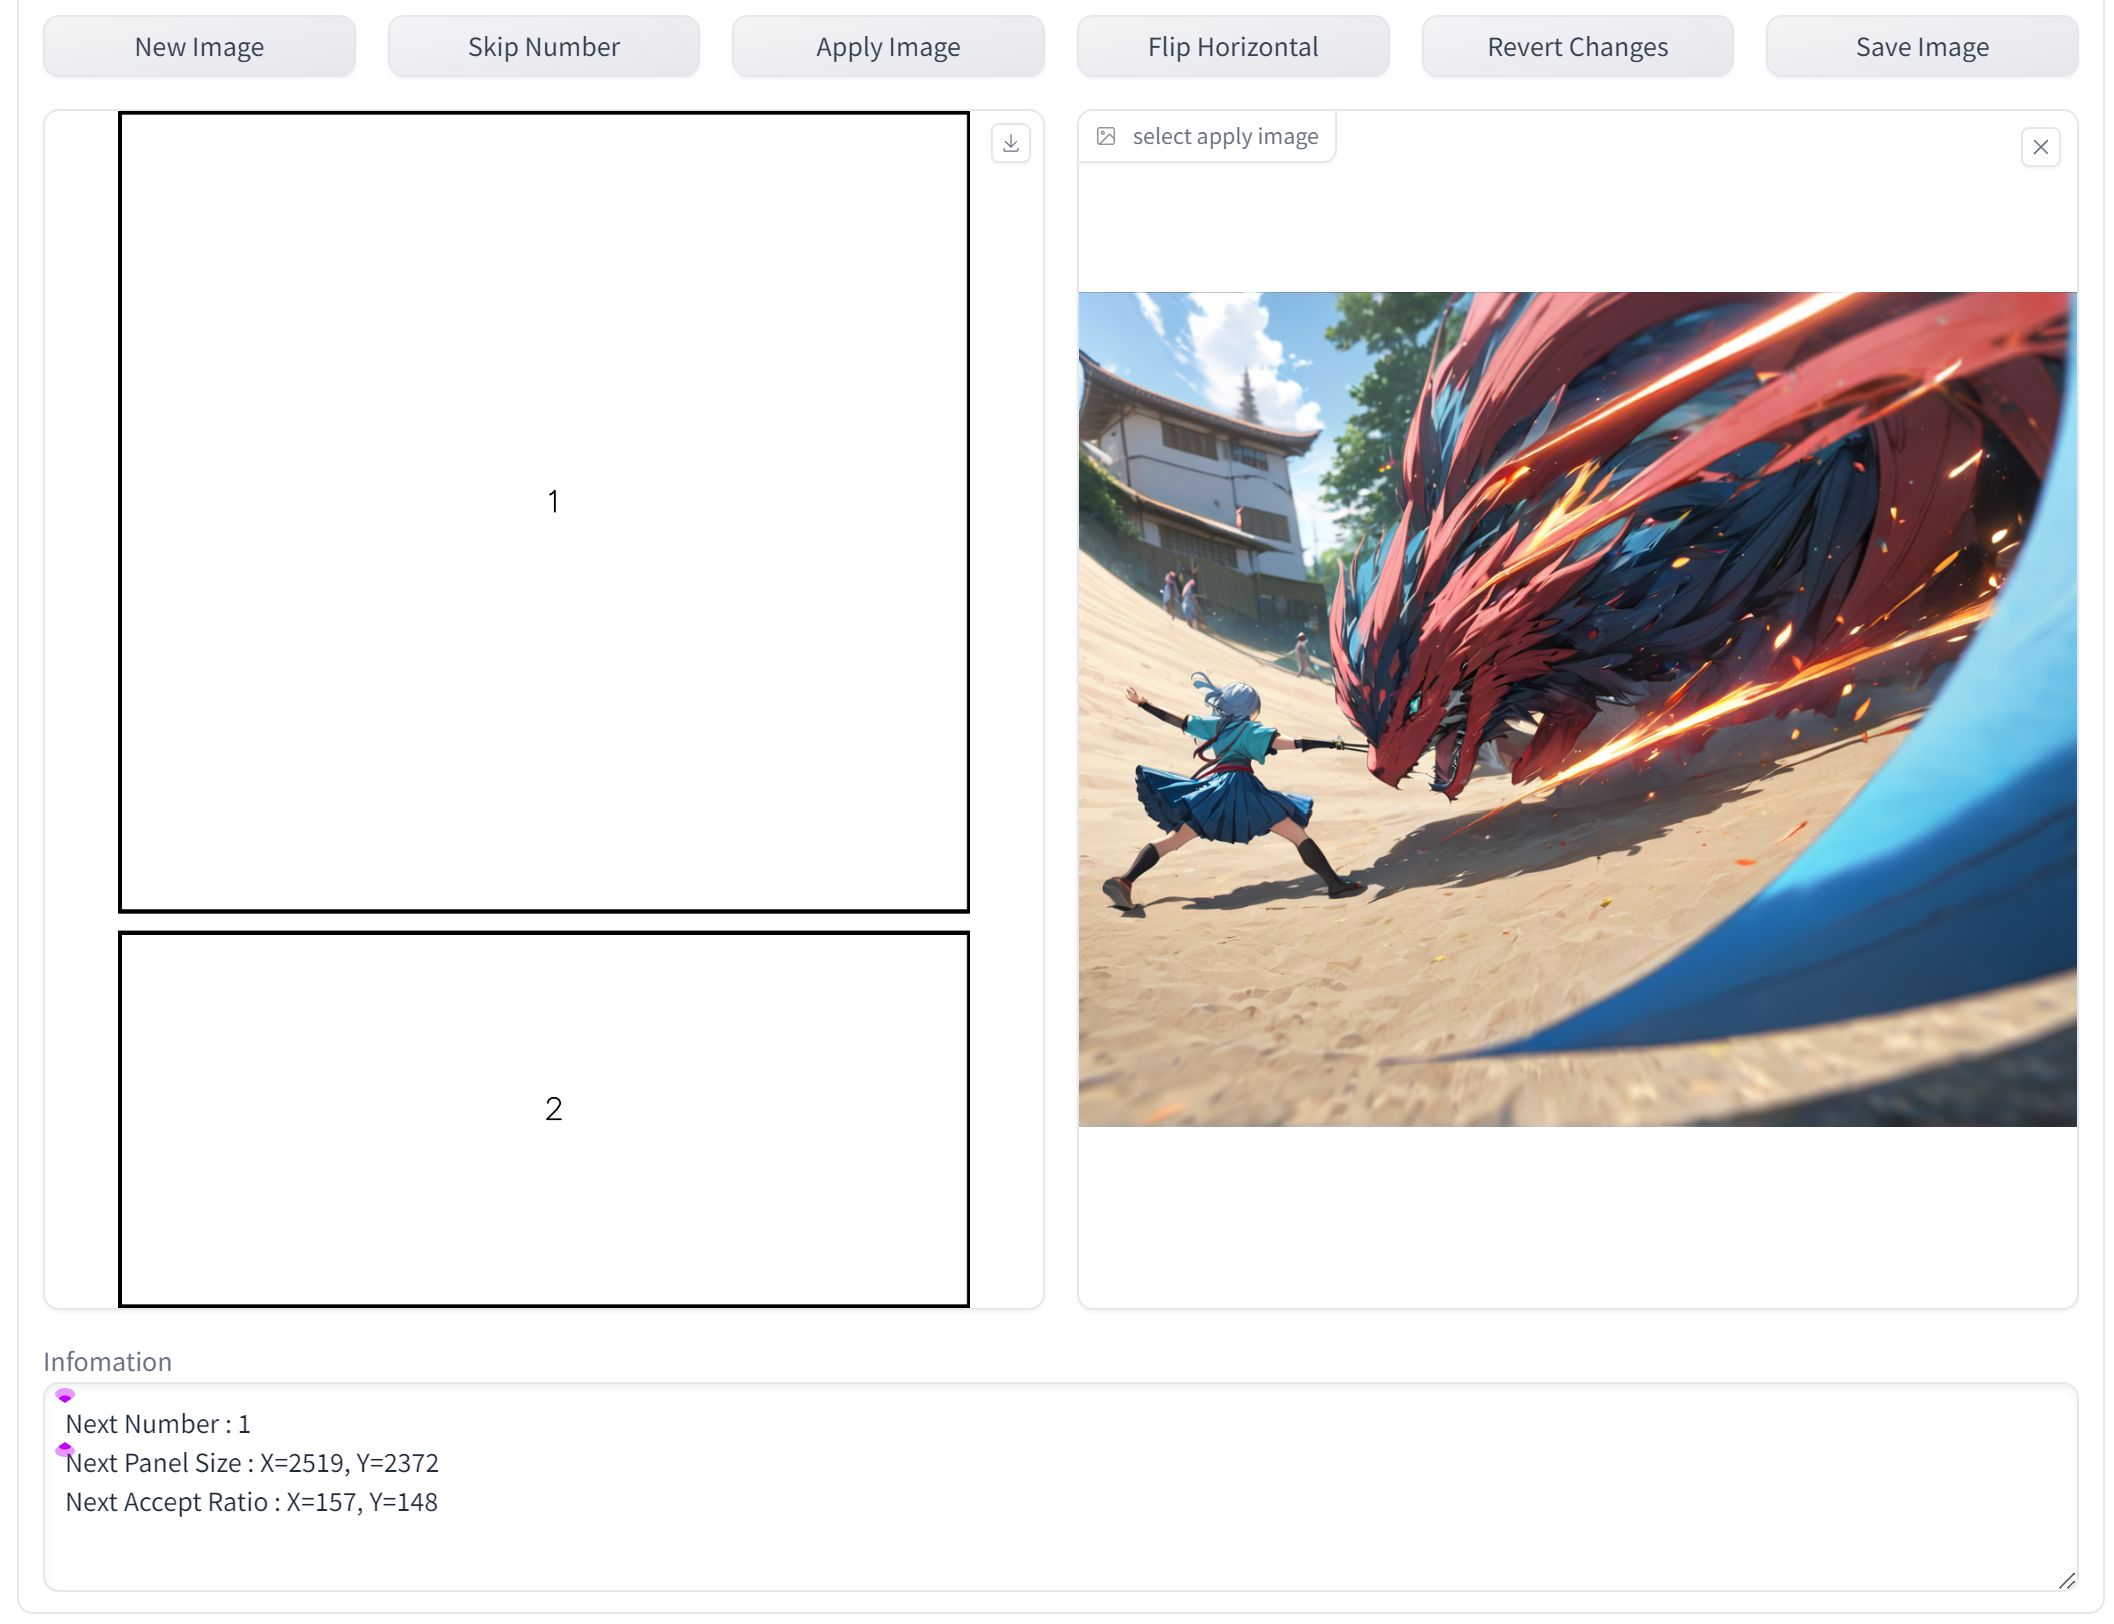 New Image
Skip Number
Apply Image
Flip Horizontal
Revert Changes
Save Image
1
2
select apply image
Infomation
Next Number : 1
Next Panel Size : X=2519, Y=2372
Next Accept Ratio : X=157, Y=148